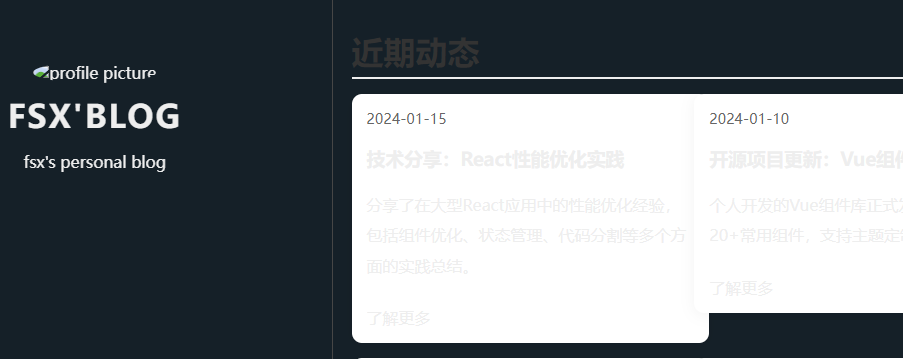 profile picture
FSX'BLOG
fsx's personal blog
近期动态
2024-01-15
技术分享：React性能优化实践
分享了在大型React应用中的性能优化经验，
包括组件优化、状态管理、代码分割等多个方
面的实践总结。
了解更多
2024-01-10
开源项目更新：Vue组
个人开发的Vue组件库正式
20+常用组件，支持主题定
了解更多